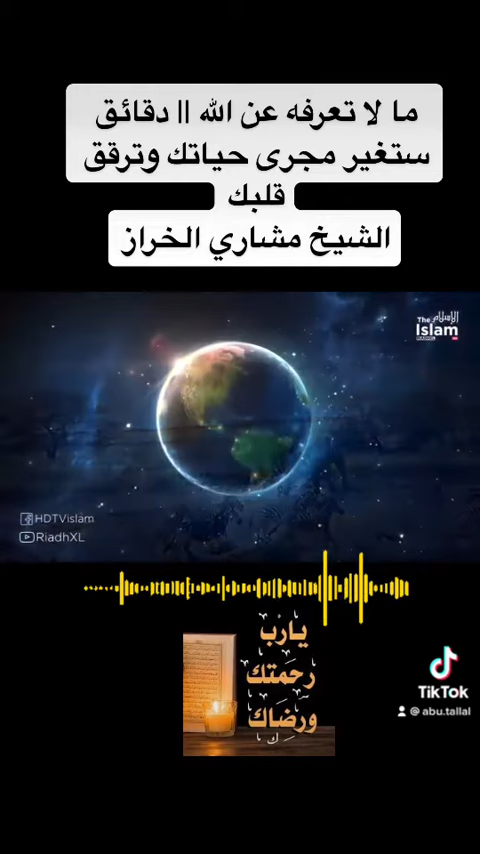 ما لا تعرفه عن الله || دقائق
ستغير مجرى حياتك وترقق
قلبك
الشيخ مشاري الخراز
The الإسلام
Islam
HDTVislam
RiadhXL
يارب
رحمتك
ورضاك
TikTok
@ abu.tallal